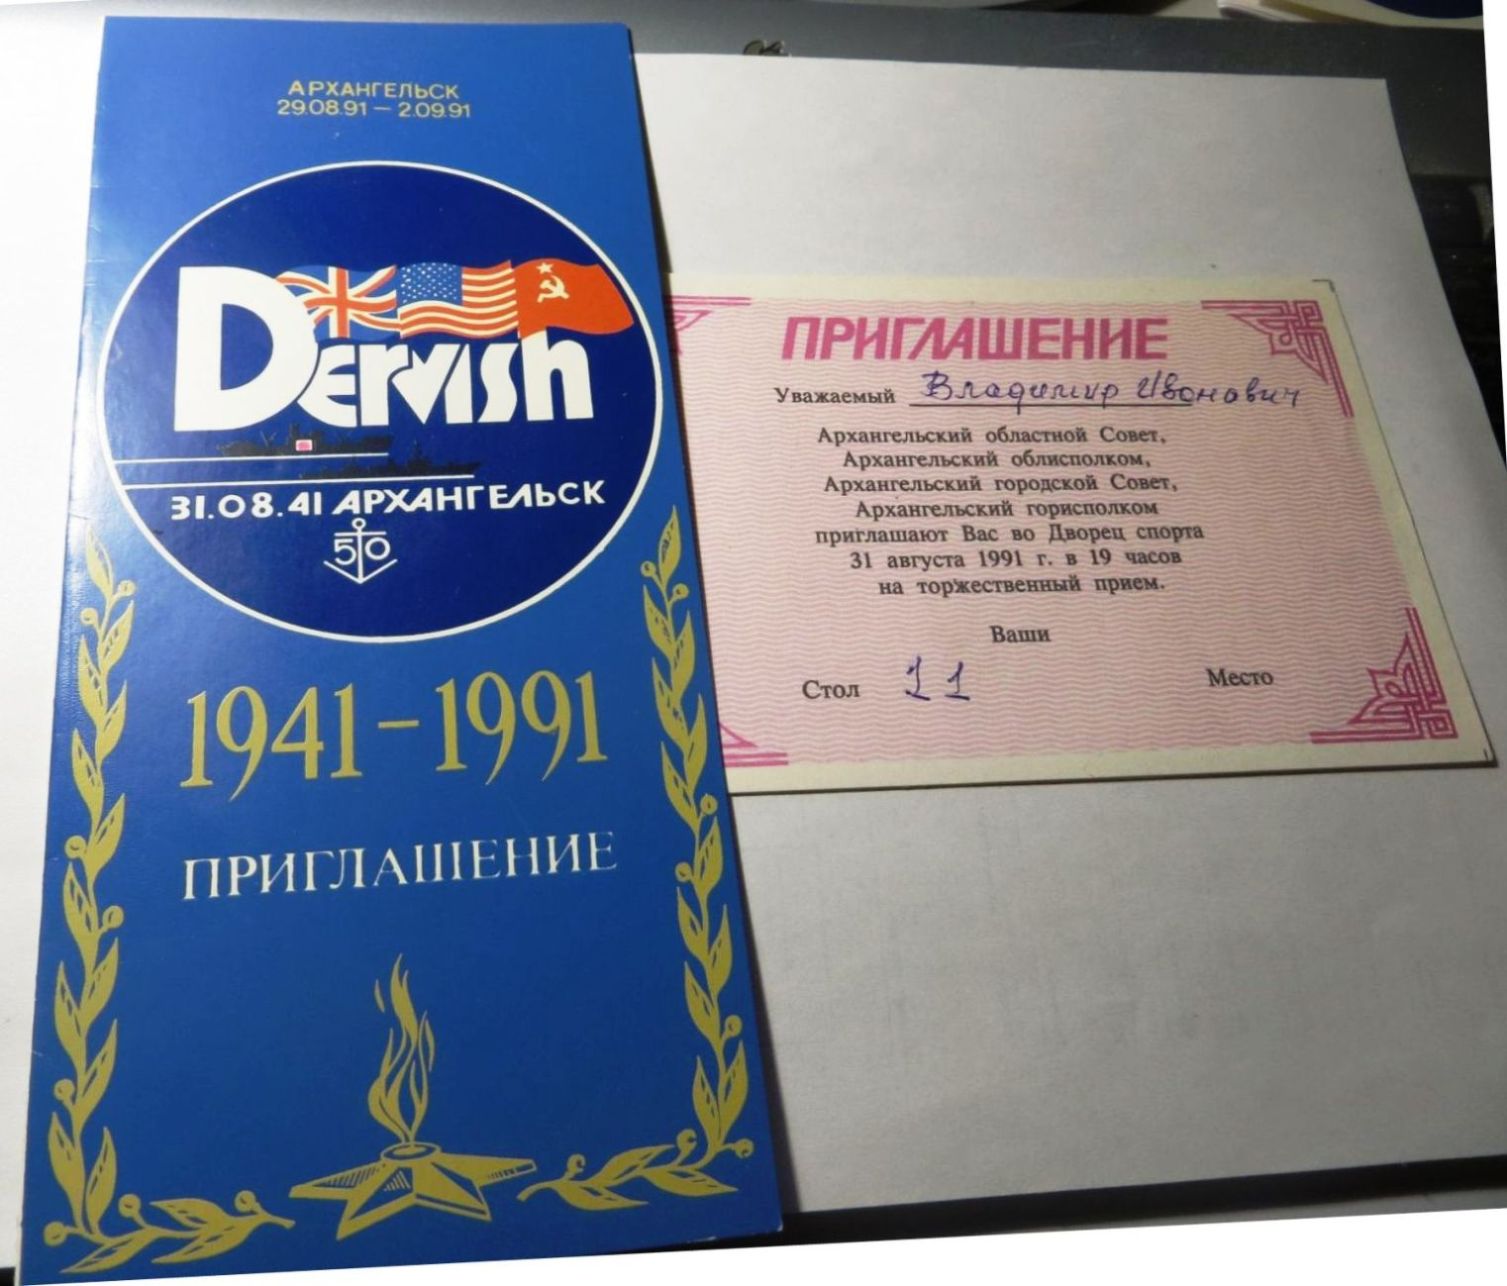 АРХАНГЕЛЬСК
29.08.91 — 2.09.91
Dervish
31.08.41 АРХАНГЕЛЬСК
50
1941-1991
ПРИГЛАШЕНИЕ
ПРИГЛАШЕНИЕ
Уважаемый Владимир Иванович
Архангельский областной Совет,
Архангельский облисполком,
Архангельский городской Совет,
Архангельский горисполком
приглашают Вас во Дворец спорта
31 августа 1991 г. в 19 часов
на торжественный прием.
Ваши
Стол 11 Место